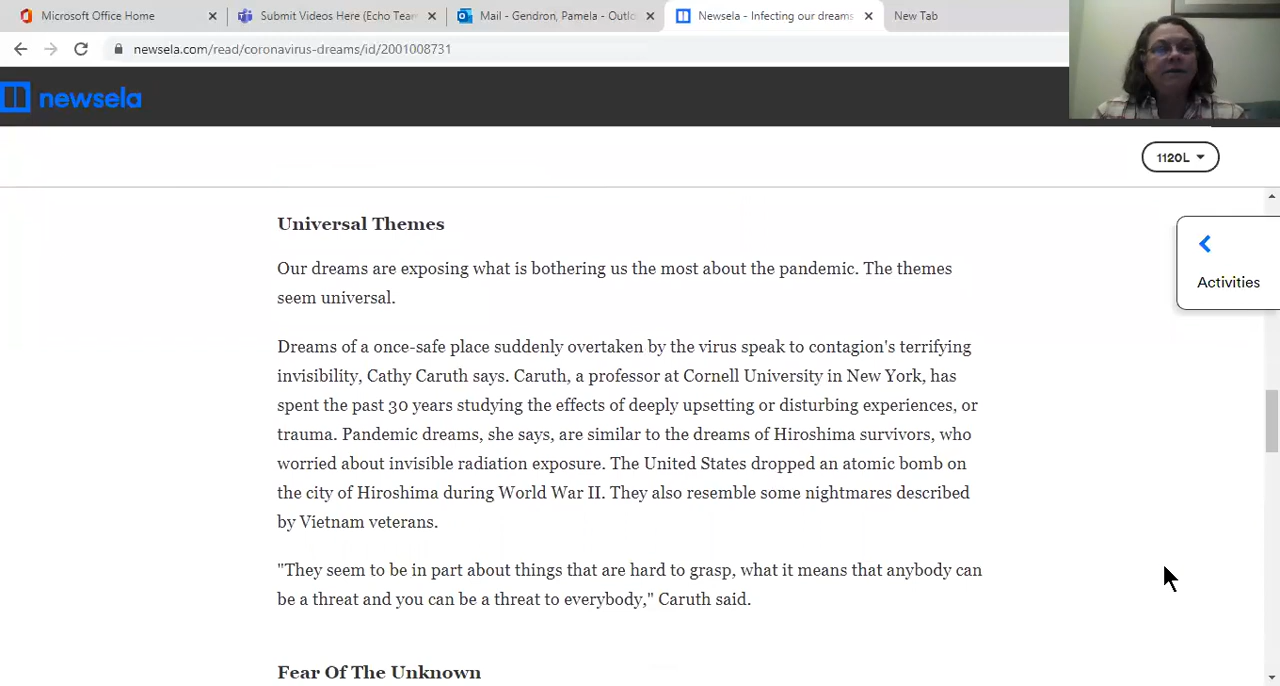 Microsoft Office Home
Submit Videos Here (Echo Tean
Mail - Gendron, Pamela - Outlo
Newsela - Infecting our dreams
New Tab
newsela.com/read/coronavirus-dreams/id/2001008731
newsela
1120L
Universal Themes
Our dreams are exposing what is bothering us the most about the pandemic. The themes
seem universal.
Dreams of a once-safe place suddenly overtaken by the virus speak to contagion's terrifying
invisibility, Cathy Caruth says. Caruth, a professor at Cornell University in New York, has
spent the past 30 years studying the effects of deeply upsetting or disturbing experiences, or
trauma. Pandemic dreams, she says, are similar to the dreams of Hiroshima survivors, who
worried about invisible radiation exposure. The United States dropped an atomic bomb on
the city of Hiroshima during World War II. They also resemble some nightmares described
by Vietnam veterans.
"They seem to be in part about things that are hard to grasp, what it means that anybody can
be a threat and you can be a threat to everybody," Caruth said.
Fear Of The Unknown
Activities